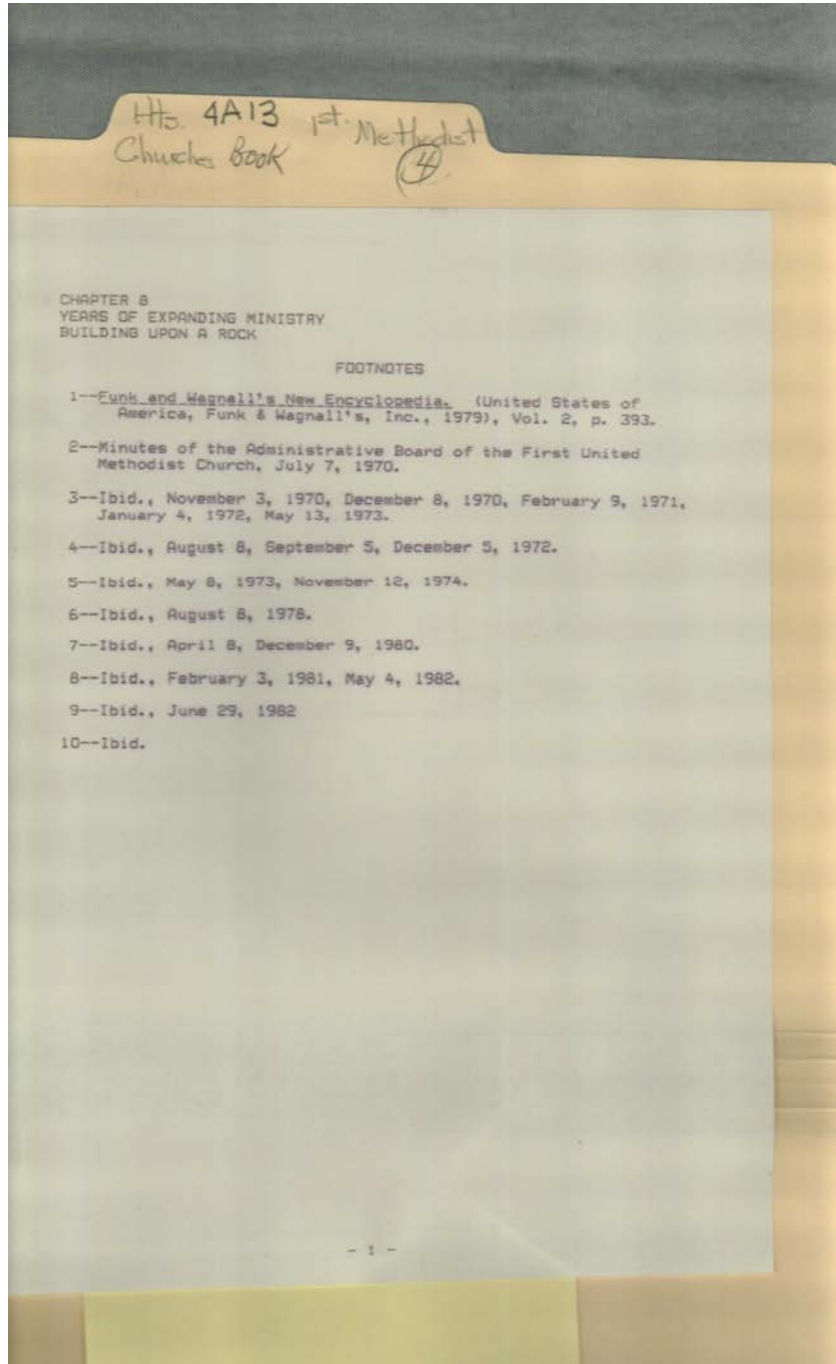 Hts. 4A13 1st. Methodist
Churches Book 4
CHAPTER 8
YEARS OF EXPANDING MINISTRY
BUILDING UPON A ROCK
FOOTNOTES
1--Funk and Wagnall's New Encyclopedia. (United States of
America, Funk & Wagnall's, Inc., 1979), Vol. 2, p. 393.
2--Minutes of the Administrative Board of the First United
Methodist Church, July 7, 1970.
3--Ibid., November 3, 1970, December 8, 1970, February 9, 1971,
January 4, 1972, May 13, 1973.
4--Ibid., August 8, September 5, December 5, 1972.
5--Ibid., May 8, 1973, November 12, 1974.
6--Ibid., August 8, 1978.
7--Ibid., April 8, December 9, 1980.
8--Ibid., February 3, 1981, May 4, 1982.
9--Ibid., June 29, 1982
10--Ibid.
- 1 -